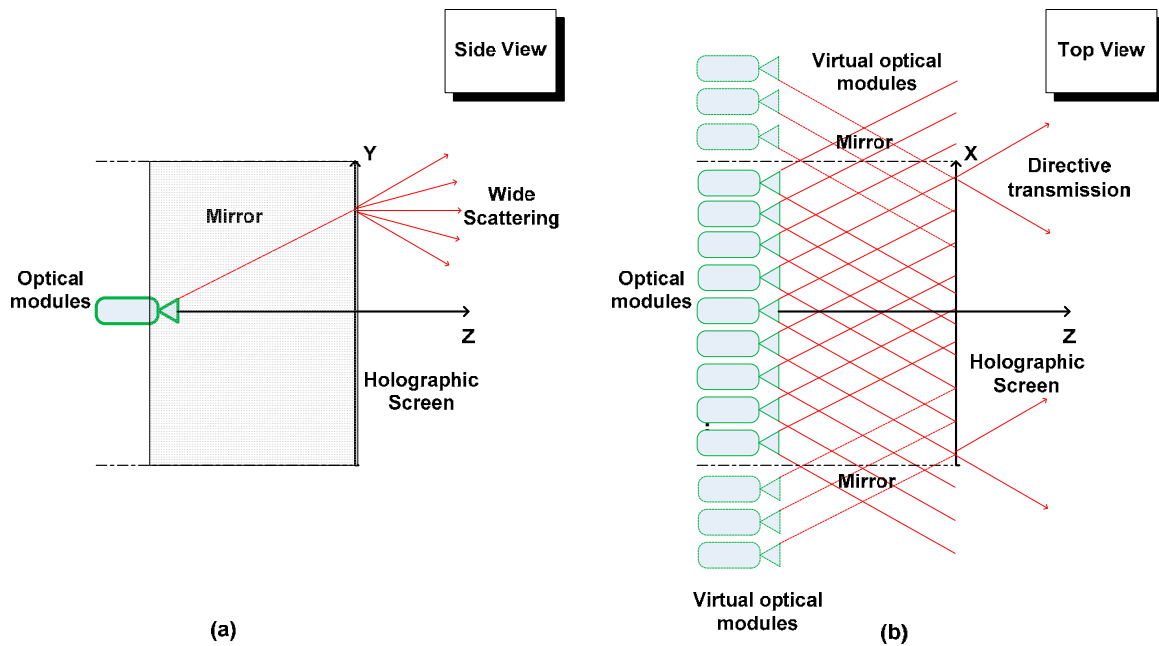 Side View
Y
Mirror
Wide
Scattering
Optical
modules
Z
Holographic
Screen
(a)
Top View
Virtual optical
modules
Mirror
X
Directive
transmission
Optical
modules
Z
Holographic
Screen
Mirror
Virtual optical
modules
(b)